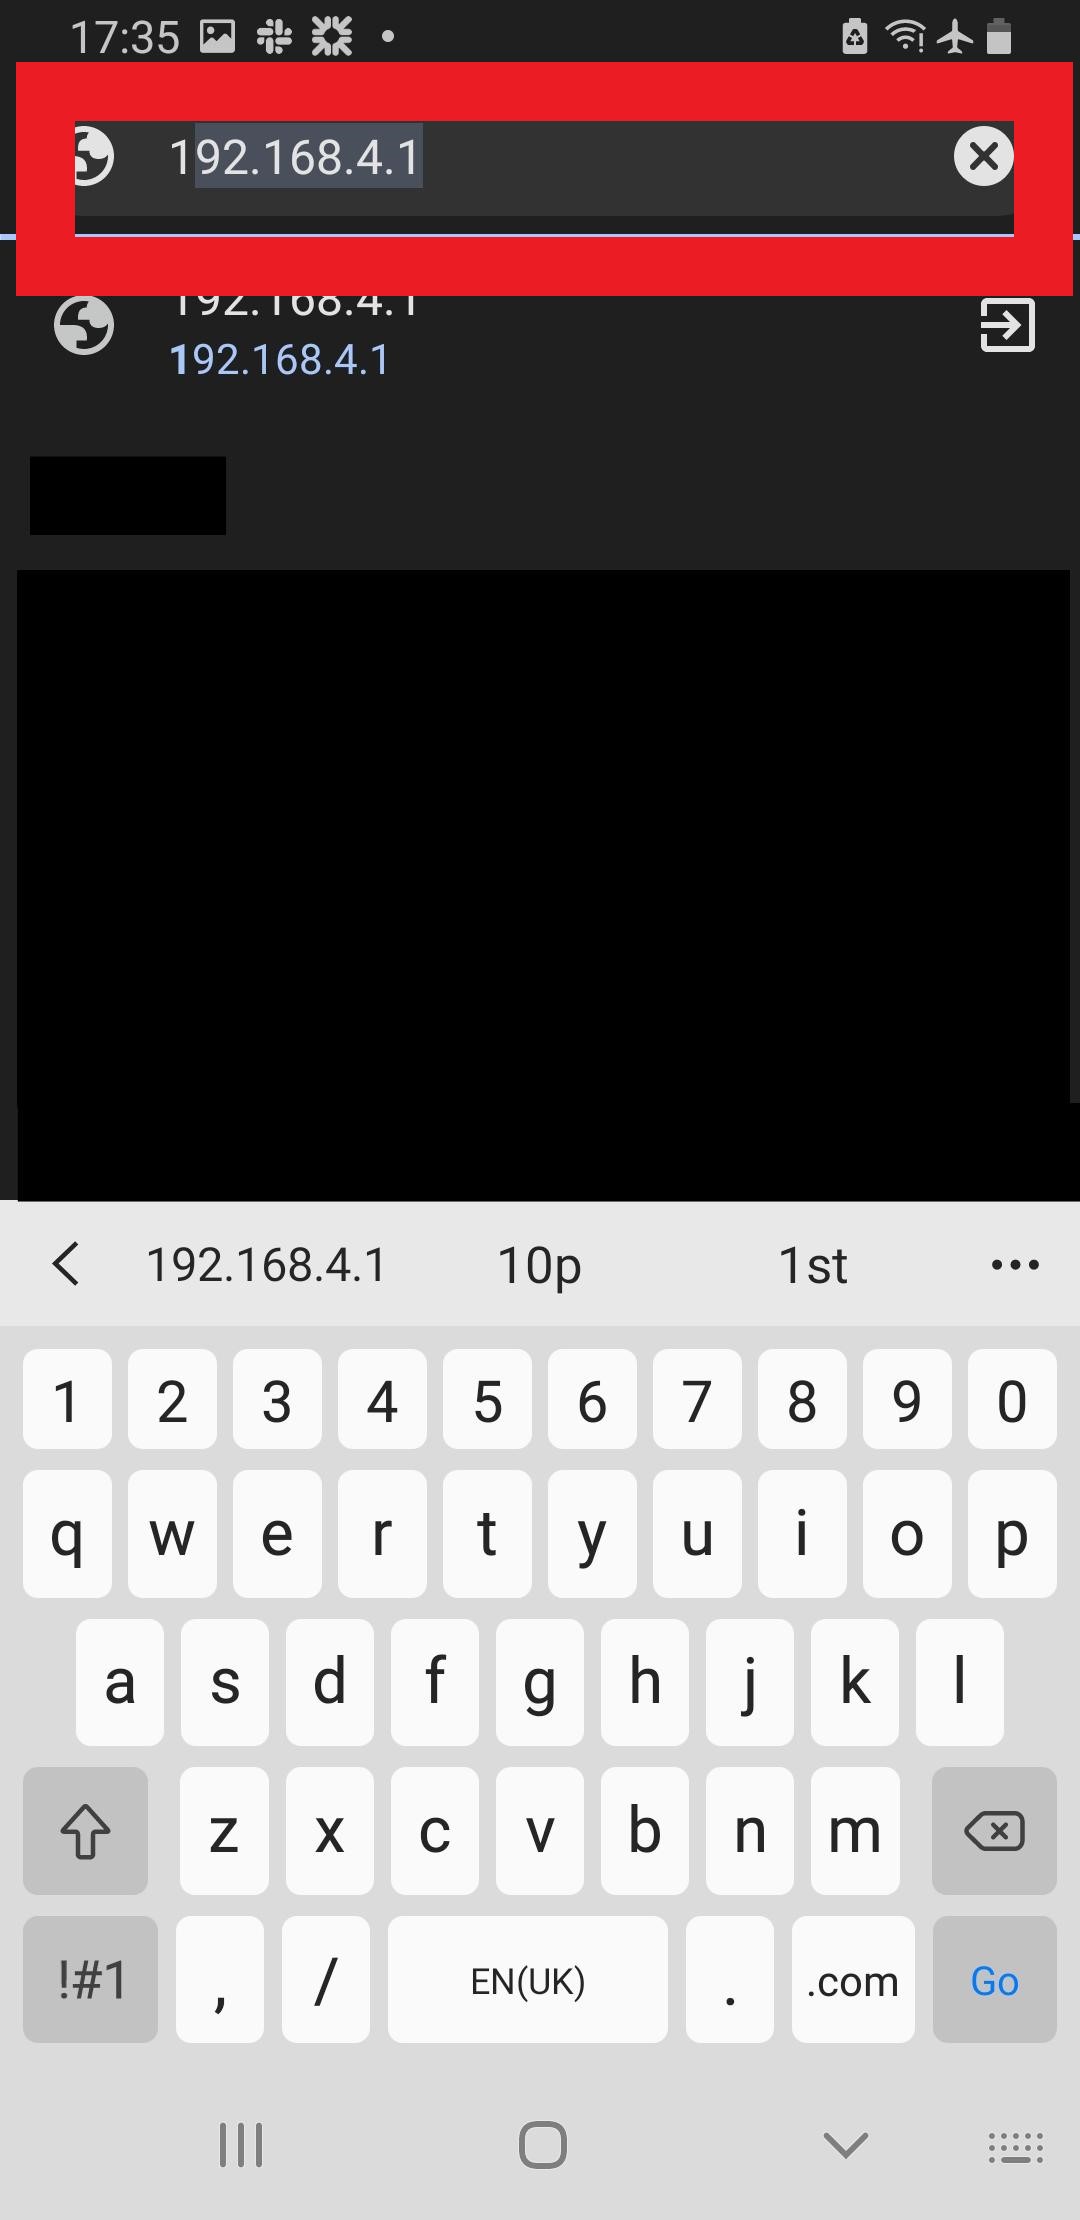 17:35
192.168.4.1
192.168.4.1
192.168.4.1
192.168.4.1 10p 1st
1 2 3 4 5 6 7 8 9 0
q w e r t y u i o p
a s d f g h j k l
z x c v b n m
!#1 , / EN(UK) . .com Go